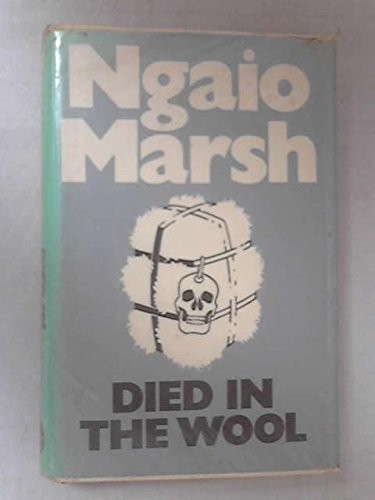 Ngaio
Marsh
DIED IN
THE WOOL